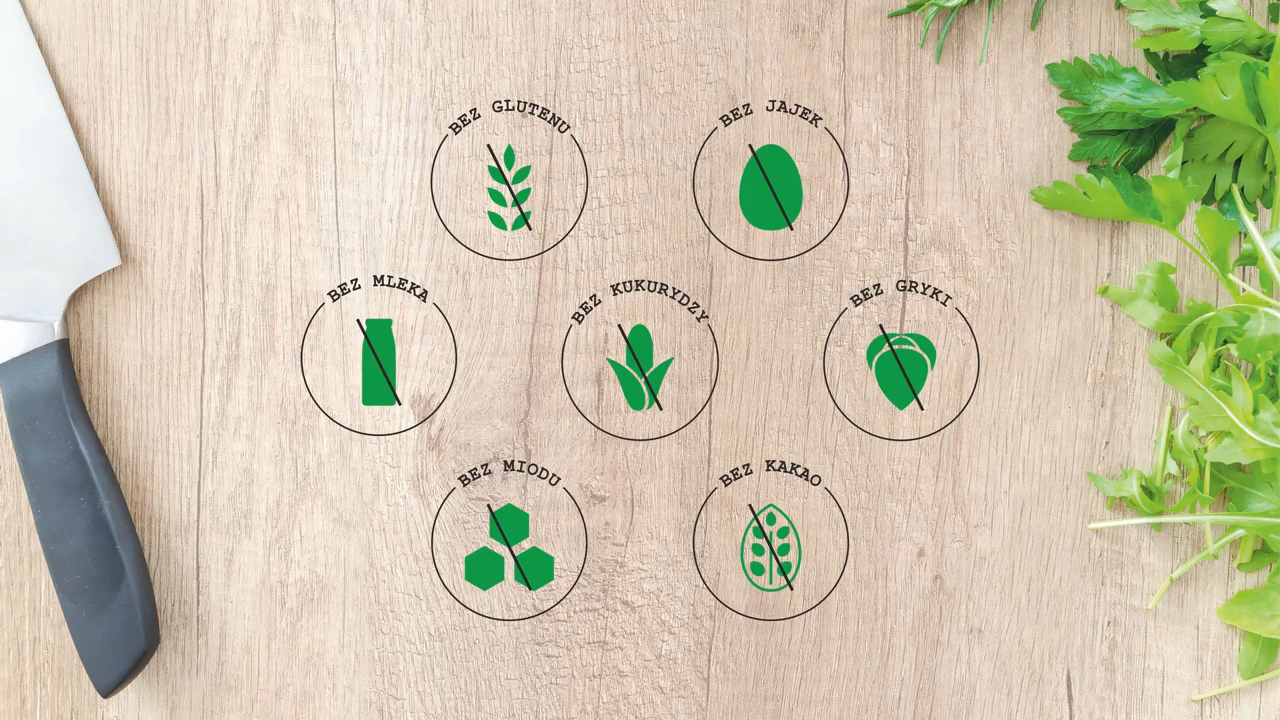 BEZ GLUTENU
BEZ JAJEK
BEZ MLEKA
BEZ KUKURYDZY
BEZ GRYKI
BEZ MIODU
BEZ KAKAO